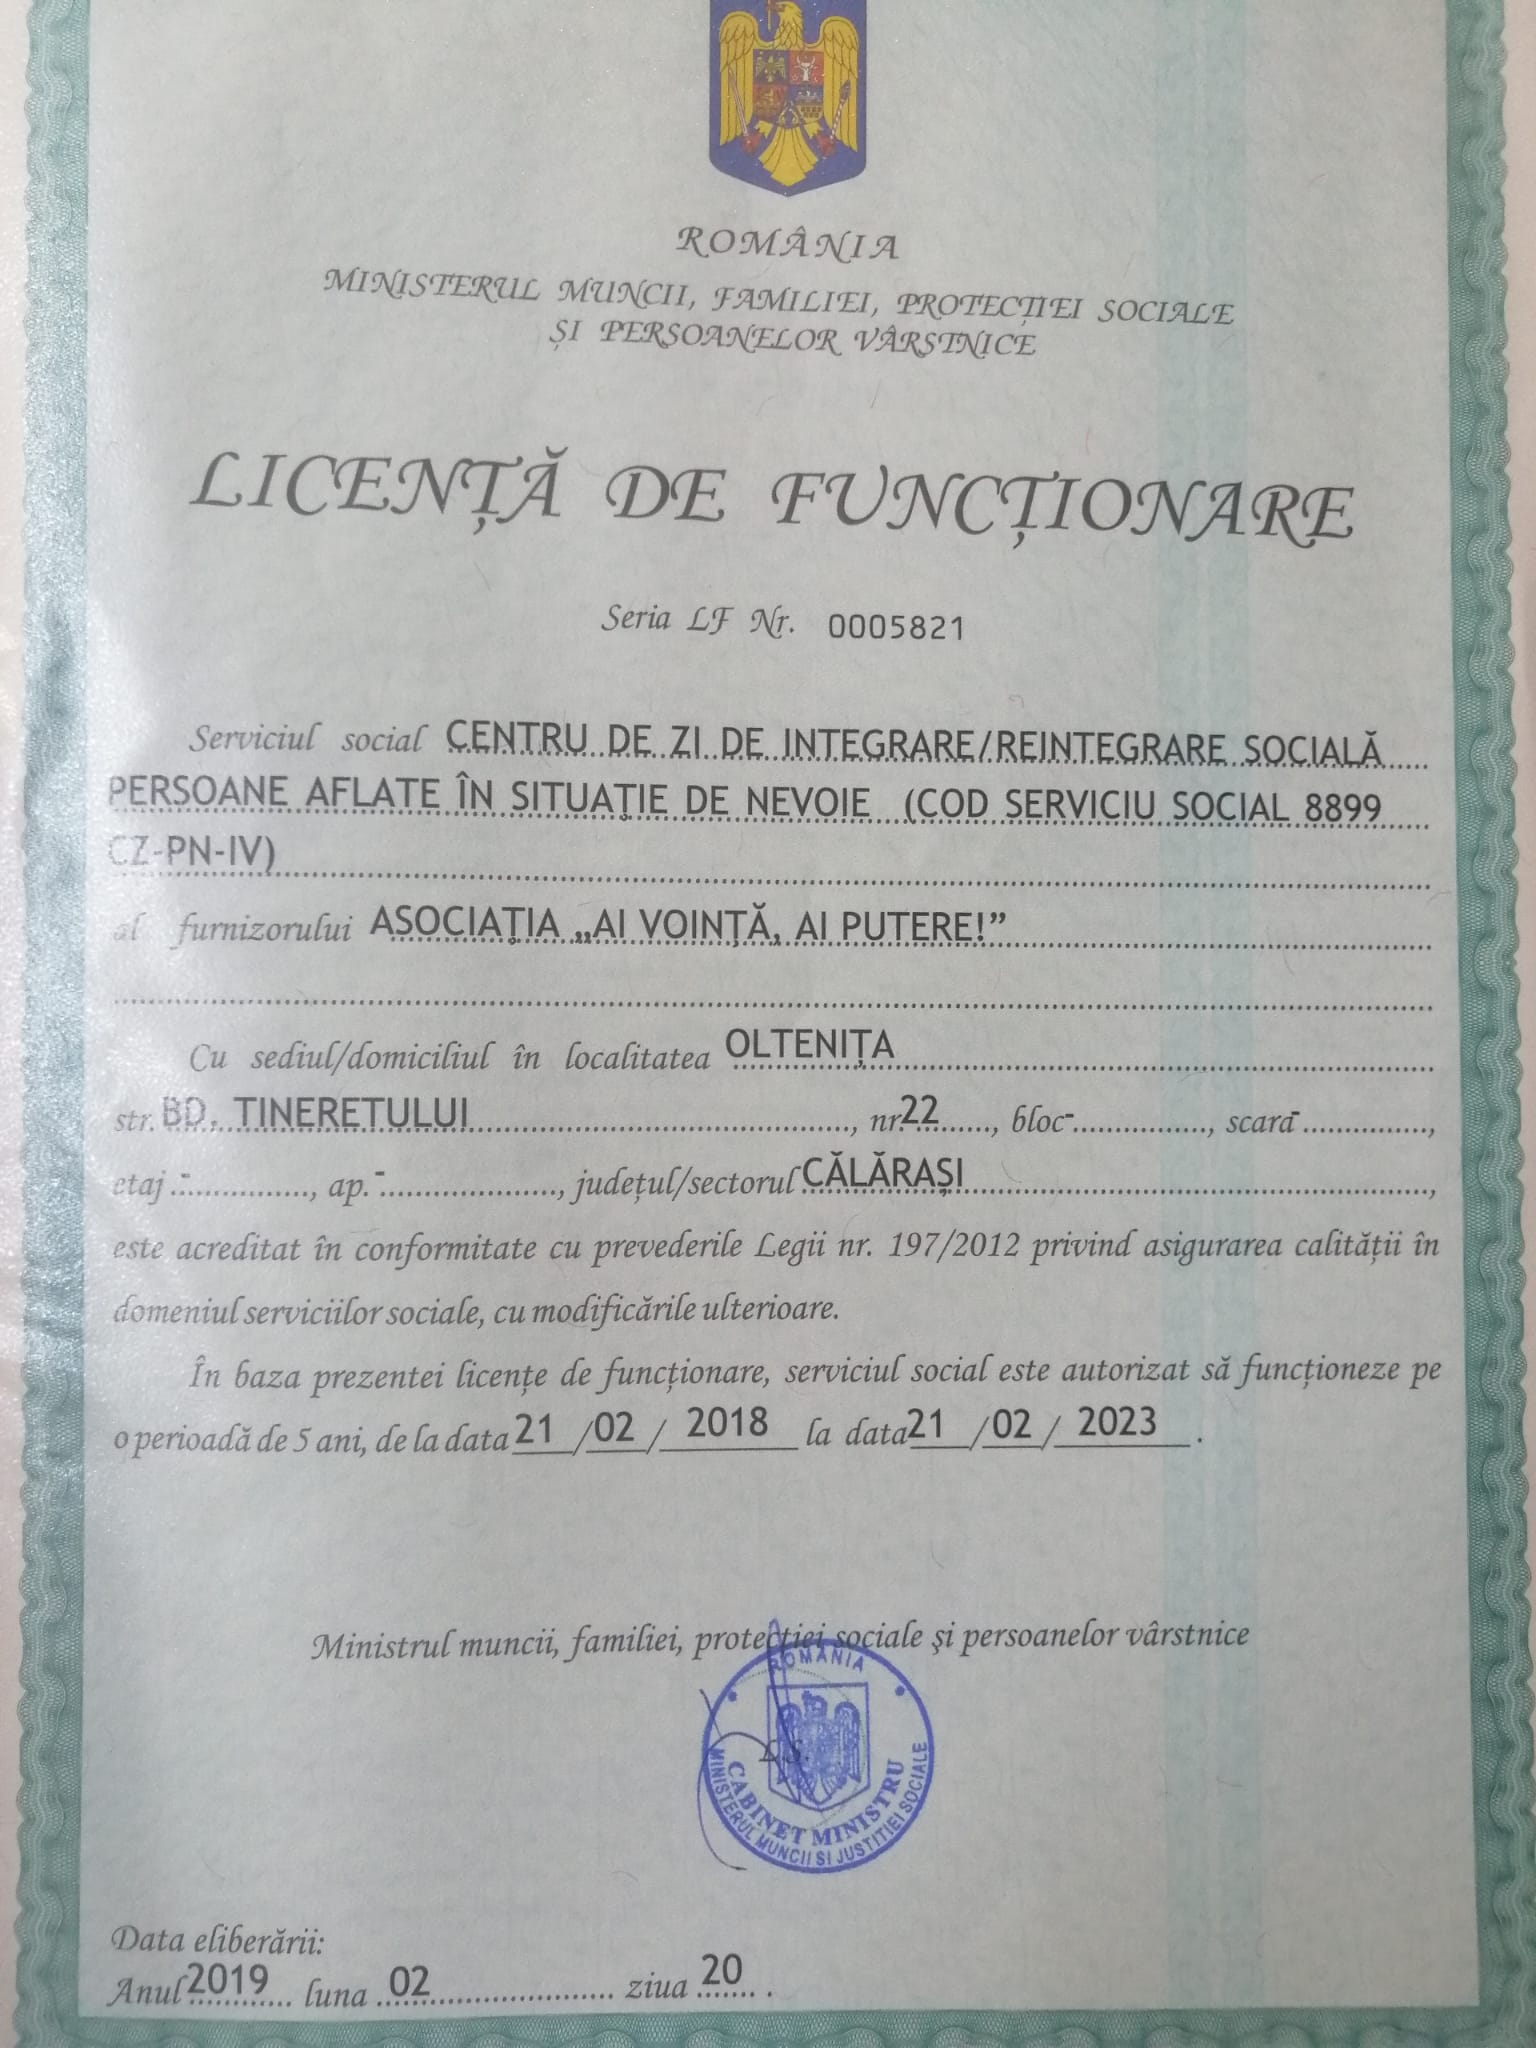 ROMÂNIA
MINISTERUL MUNCII, FAMILIEI, PROTECȚIEI SOCIALE
ȘI PERSOANELOR VÂRSTNICE
LICENȚĂ DE FUNCȚIONARE
Seria LF Nr. 0005821
Serviciul social CENTRU DE ZI DE INTEGRARE/REINTEGRARE SOCIALĂ
PERSOANE AFLATE ÎN SITUAȚIE DE NEVOIE (COD SERVICIU SOCIAL 8899
CZ-PN-IV)
al furnizorului ASOCIAȚIA „AI VOINȚĂ, AI PUTERE!”
Cu sediul/domiciliul în localitatea OLTENIȚA
str. BD. TINERETULUI, nr. 22, bloc -, scara -,
etaj -, ap. -, județul/sectorul CĂLĂRAȘI,
este acreditat în conformitate cu prevederile Legii nr. 197/2012 privind asigurarea calității în
domeniul serviciilor sociale, cu modificările ulterioare.
În baza prezentei licențe de funcționare, serviciul social este autorizat să funcționeze pe
o perioadă de 5 ani, de la data 21/02/2018 la data 21/02/2023.
Ministrul muncii, familiei, protecției sociale și persoanelor vârstnice
ROMÂNIA
L.S.
CABINET MINISTRU
MINISTERUL MUNCII SI JUSTITIEI SOCIALE
Data eliberării:
Anul 2019 luna 02 ziua 20.